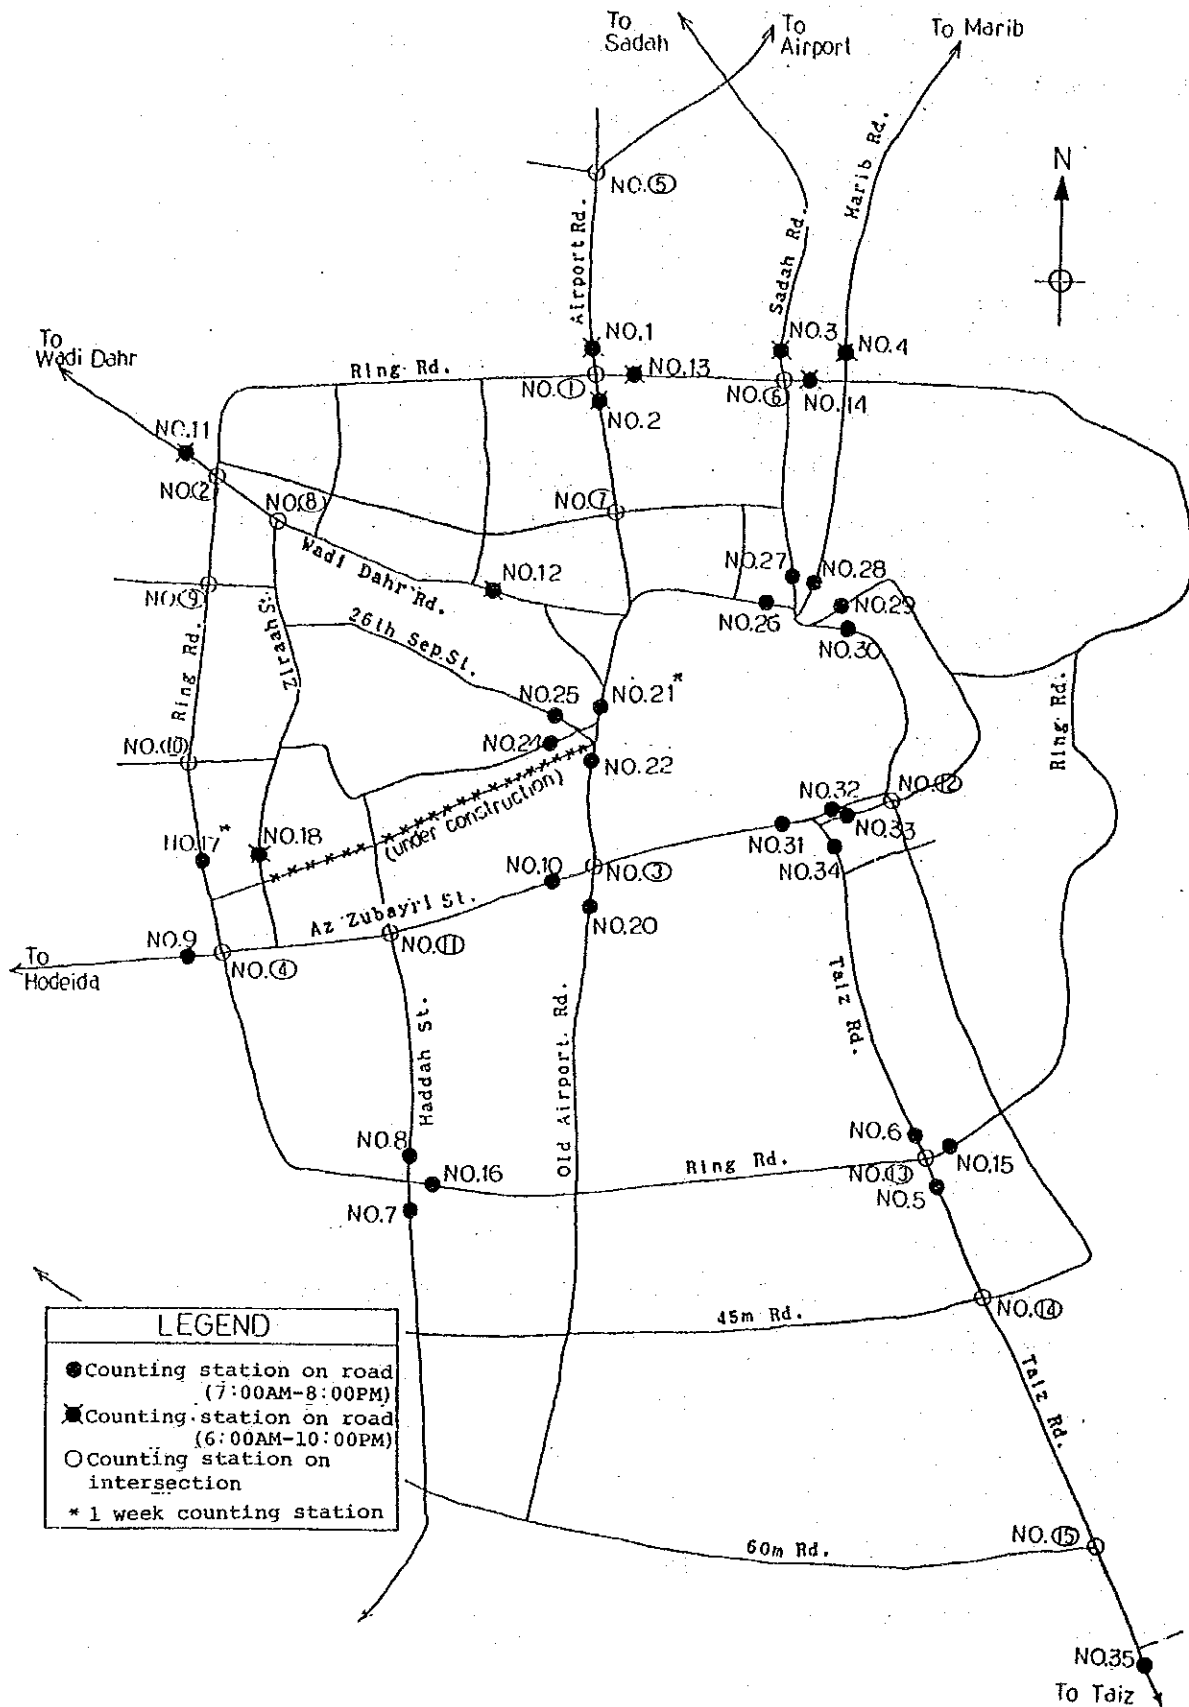 To
Sadah
To
Airport
To Marib
N
NO.⑤
Airport Rd.
Sadah Rd.
Marib Rd.
To
Wadi Dahr
NO.1
NO.3
NO.4
Ring Rd.
NO.①
NO.13
NO.⑥
NO.14
NO.2
NO.11
NO.②
NO.⑧
NO.⑦
Wadi Dahr Rd.
NO.12
NO.27
NO.28
NO.⑨
NO.26
NO.29
NO.30
26th Sep.St.
Ziraah St.
Ring Rd.
NO.25
NO.21*
Ring Rd.
NO.⑩
NO.24
NO.22
(under construction)
NO.32
NO.⑫
NO.17*
NO.18
NO.31
NO.33
NO.34
NO.10
NO.③
Az Zubayri St.
NO.20
NO.9
NO.④
NO.⑪
To
Hodeida
Taiz Rd.
Haddah St.
Old Airport Rd.
NO.6
NO.8
NO.16
Ring Rd.
NO.⑬
NO.15
NO.7
NO.5
45m Rd.
NO.⑭
LEGEND
Counting station on road
(7:00AM-8:00PM)
Counting station on road
(6:00AM-10:00PM)
Counting station on
intersection
* 1 week counting station
Taiz Rd.
60m Rd.
NO.⑮
NO.35
To Taiz